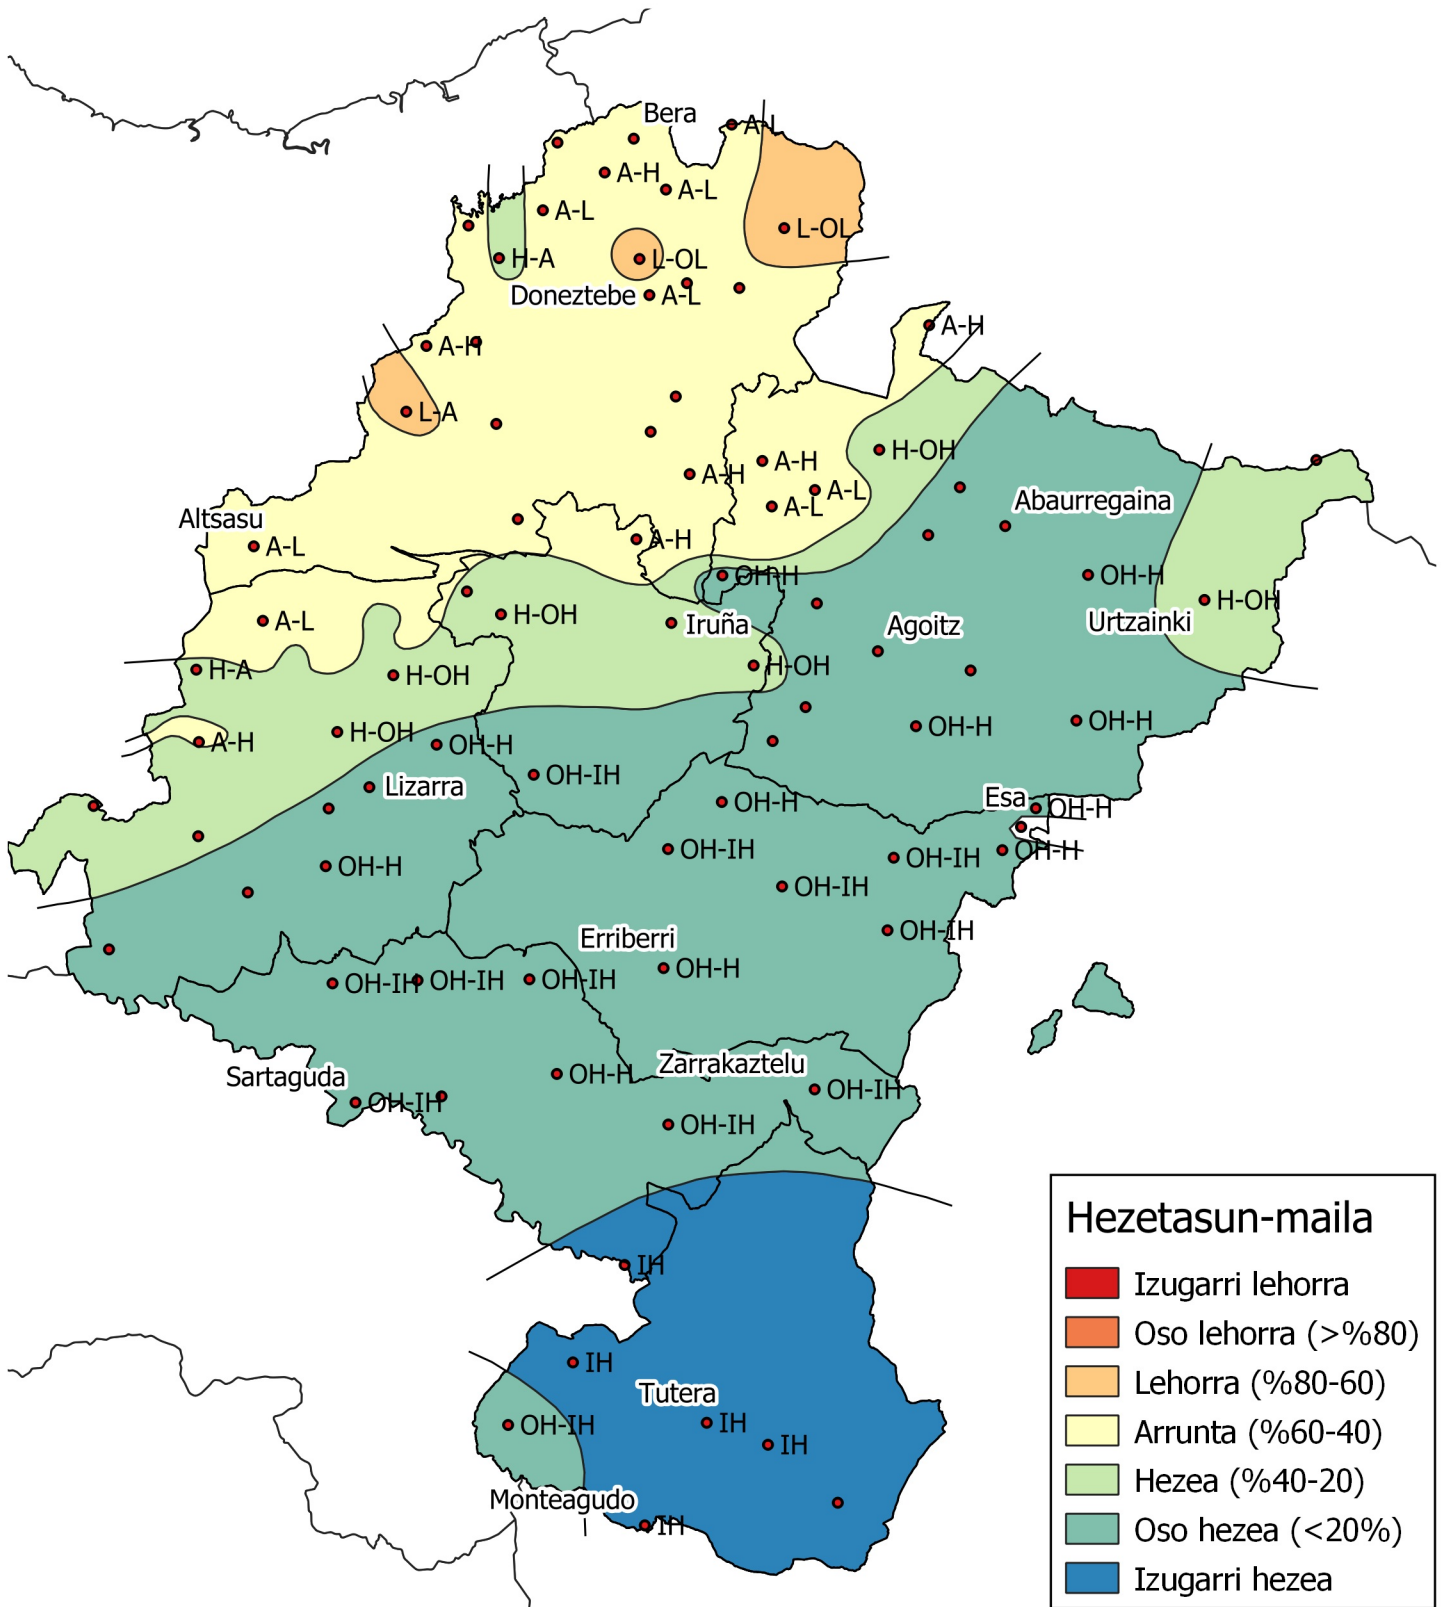 Bera
A-L
A-H
A-L
A-L
L-OL
H-A
L-OL
Doneztebe
A-L
A-H
A-H
L-A
H-OH
A-H
A-H
A-L
A-L
Abaurregaina
Altsasu
A-L
A-H
OH-H
OH-H
H-OH
H-OH
A-L
Iruña
Agoitz
Urtzainki
H-A
H-OH
H-OH
OH-H
OH-H
H-OH
A-H
OH-H
OH-IH
Lizarra
Esa
OH-H
OH-H
OH-IH
OH-H
OH-IH
OH-H
OH-IH
OH-IH
Erriberri
OH-H
OH-IH
OH-IH
OH-IH
Zarrakaztelu
Sartaguda
OH-H
OH-IH
OH-IH
OH-IH
IH
IH
Tutera
OH-IH
IH
IH
Monteagudo
IH
Hezetasun-maila
Izugarri lehorra
Oso lehorra (>%80)
Lehorra (%80-60)
Arrunta (%60-40)
Hezea (%40-20)
Oso hezea (<20%)
Izugarri hezea